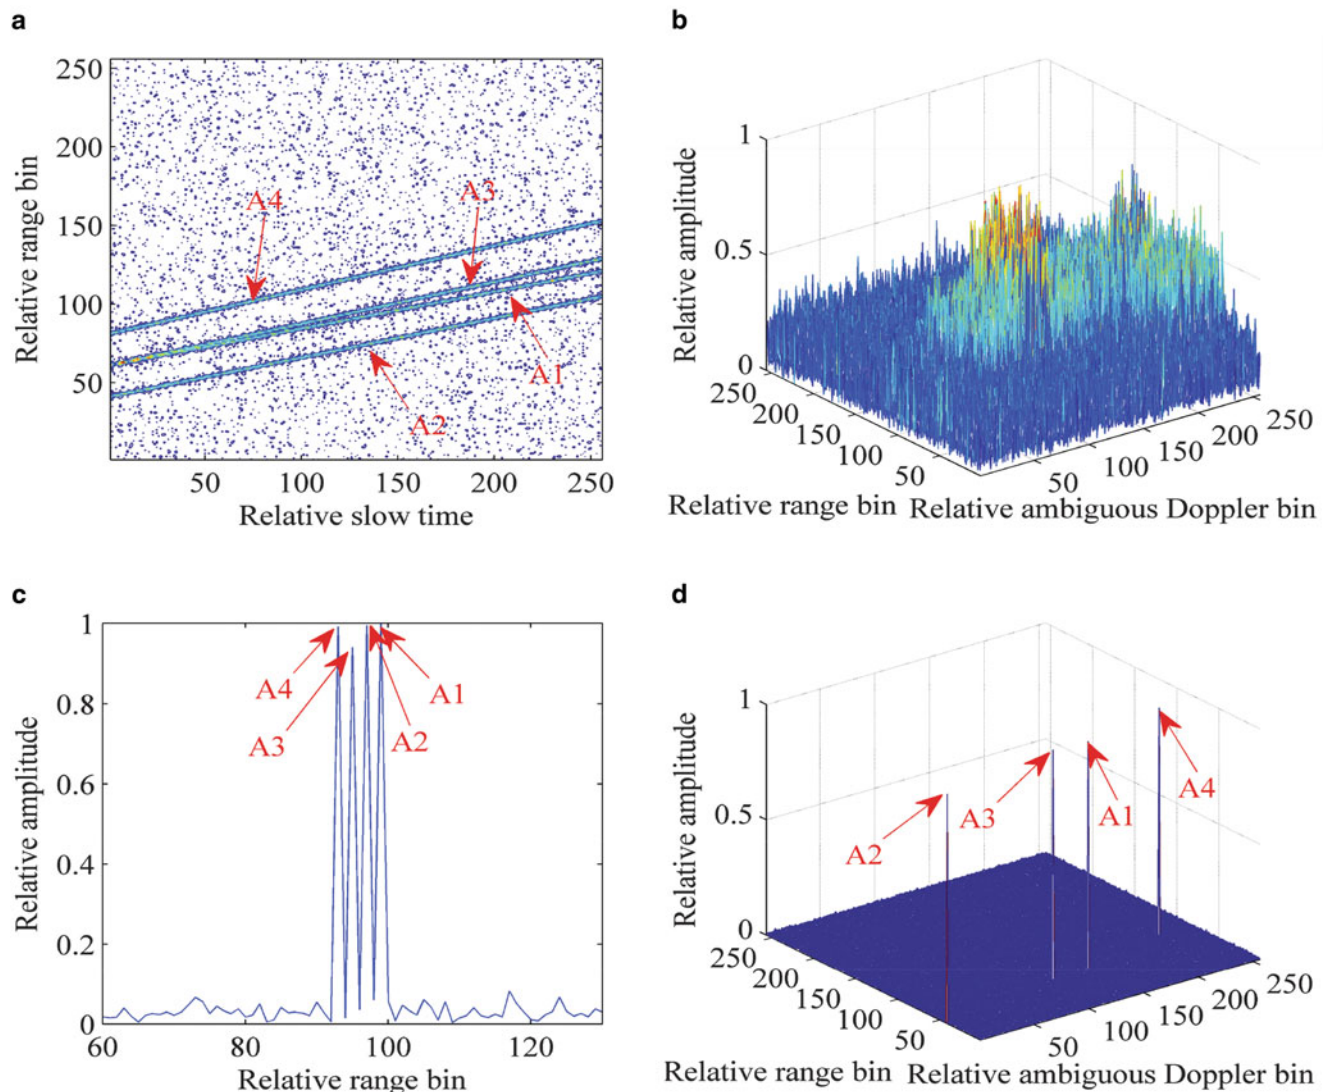 a
250
200
150
100
50
50
100
150
200
250
A4
A3
A1
A2
Relative range bin
Relative slow time
b
1
0.5
0
250
200
150
100
50
50
100
150
200
250
Relative amplitude
Relative range bin
Relative ambiguous Doppler bin
c
1
0.8
0.6
0.4
0.2
0
60
80
100
120
A4
A3
A1
A2
Relative amplitude
Relative range bin
d
1
0.5
0
250
200
150
100
50
50
100
150
200
250
A2
A3
A1
A4
Relative amplitude
Relative range bin
Relative ambiguous Doppler bin